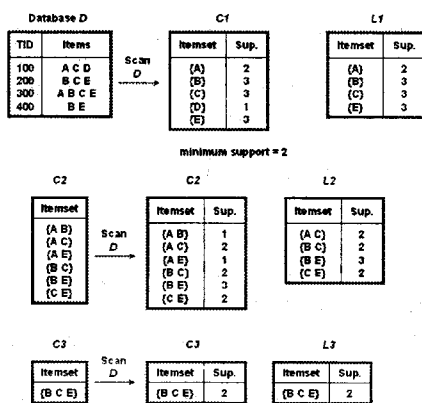 Database D
TID Items
100 A C D
200 B C E
300 A B C E
400 B E
Scan
D
C1
Itemset Sup.
{A} 2
{B} 3
{C} 3
{D} 1
{E} 3
L1
Itemset Sup.
{A} 2
{B} 3
{C} 3
{E} 3
minimum support = 2
C2
Itemset
{A B}
{A C}
{A E}
{B C}
{B E}
{C E}
Scan
D
C2
Itemset Sup.
{A B} 1
{A C} 2
{A E} 1
{B C} 2
{B E} 3
{C E} 2
L2
Itemset Sup.
{A C} 2
{B C} 2
{B E} 3
{C E} 2
C3
Itemset
{B C E}
Scan
D
C3
Itemset Sup.
{B C E} 2
L3
Itemset Sup.
{B C E} 2